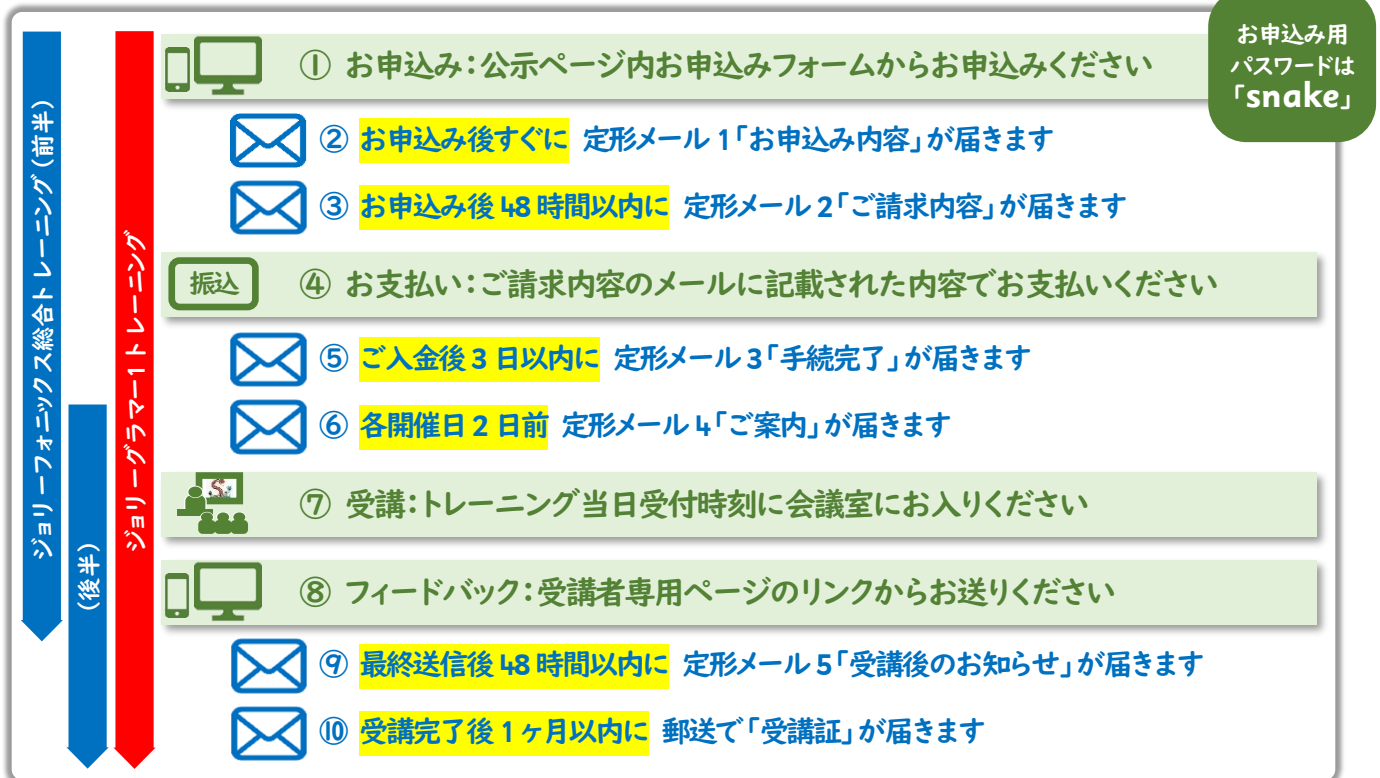 お申込み用
パスワードは
「snake」
ジョリーフォニックス総合トレーニング(前半)
(後半)
ジョリーグラマー1トレーニング
① お申込み:公示ページ内お申込みフォームからお申込みください
② お申込み後すぐに 定形メール1「お申込み内容」が届きます
③ お申込み後48時間以内に 定形メール2「ご請求内容」が届きます
振込
④ お支払い:ご請求内容のメールに記載された内容でお支払いください
⑤ ご入金後3日以内に 定形メール3「手続完了」が届きます
⑥ 各開催日2日前 定形メール4「ご案内」が届きます
⑦ 受講:トレーニング当日受付時刻に会議室にお入りください
⑧ フィードバック:受講者専用ページのリンクからお送りください
⑨ 最終送信後48時間以内に 定形メール5「受講後のお知らせ」が届きます
⑩ 受講完了後1ヶ月以内に 郵送で「受講証」が届きます